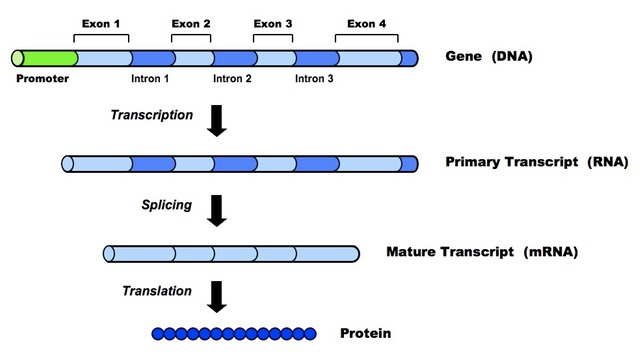 Exon 1 Exon 2 Exon 3 Exon 4
Gene (DNA)
Promoter Intron 1 Intron 2 Intron 3
Transcription
Primary Transcript (RNA)
Splicing
Mature Transcript (mRNA)
Translation
Protein